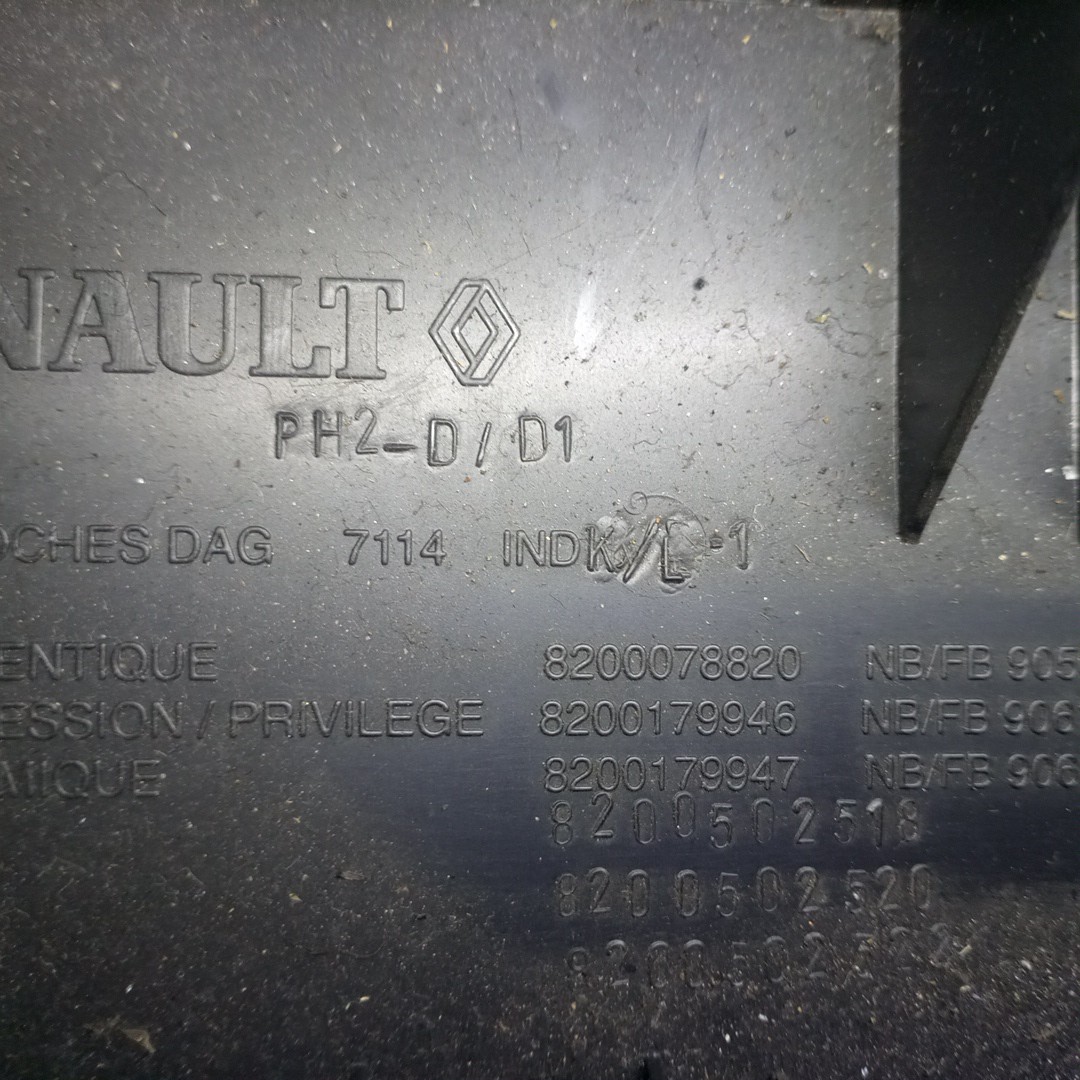 NAULT
PH2-D/D1
OCHES DAG 7114 INDK/L-1
ENTIQUE 8200078820 NB/FB 905
ESSION / PRIVILEGE 8200179946 NB/FB 906
AMIQUE 8200179947 NB/FB 906
8200502518
8200502520